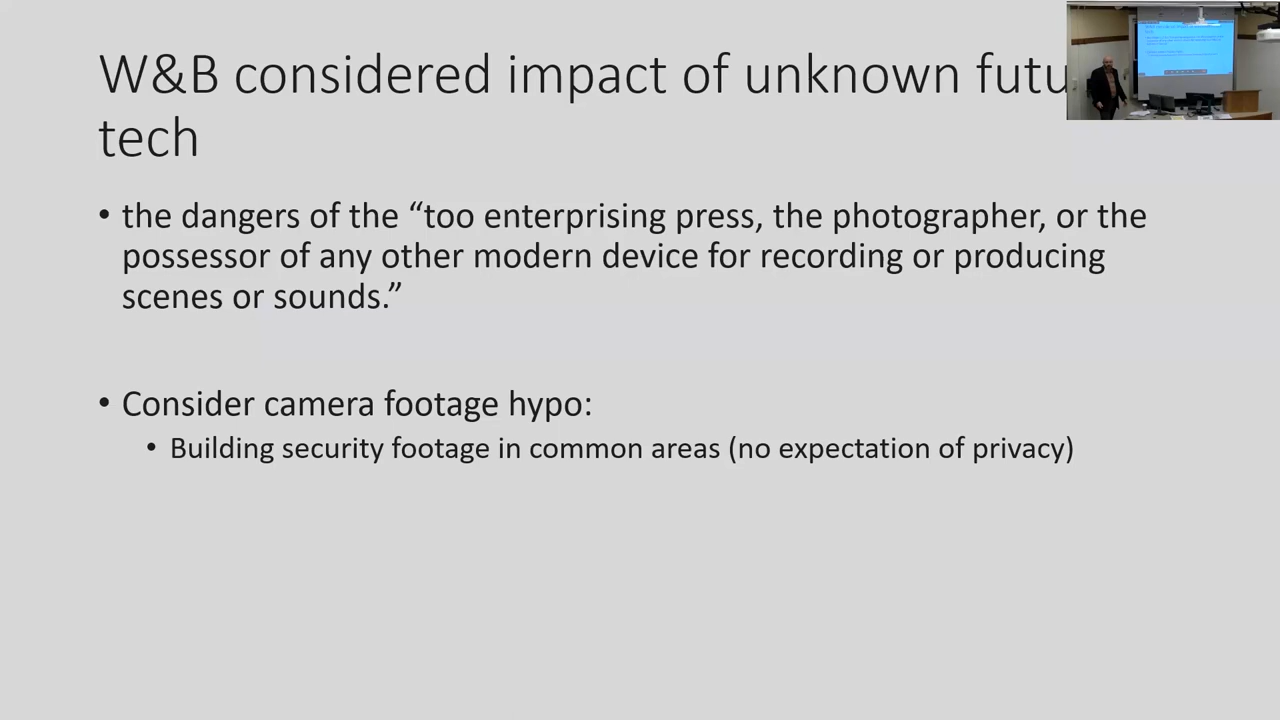 W&B considered impact of unknown futu
tech
• the dangers of the “too enterprising press, the photographer, or the
possessor of any other modern device for recording or producing
scenes or sounds.”
• Consider camera footage hypo:
• Building security footage in common areas (no expectation of privacy)